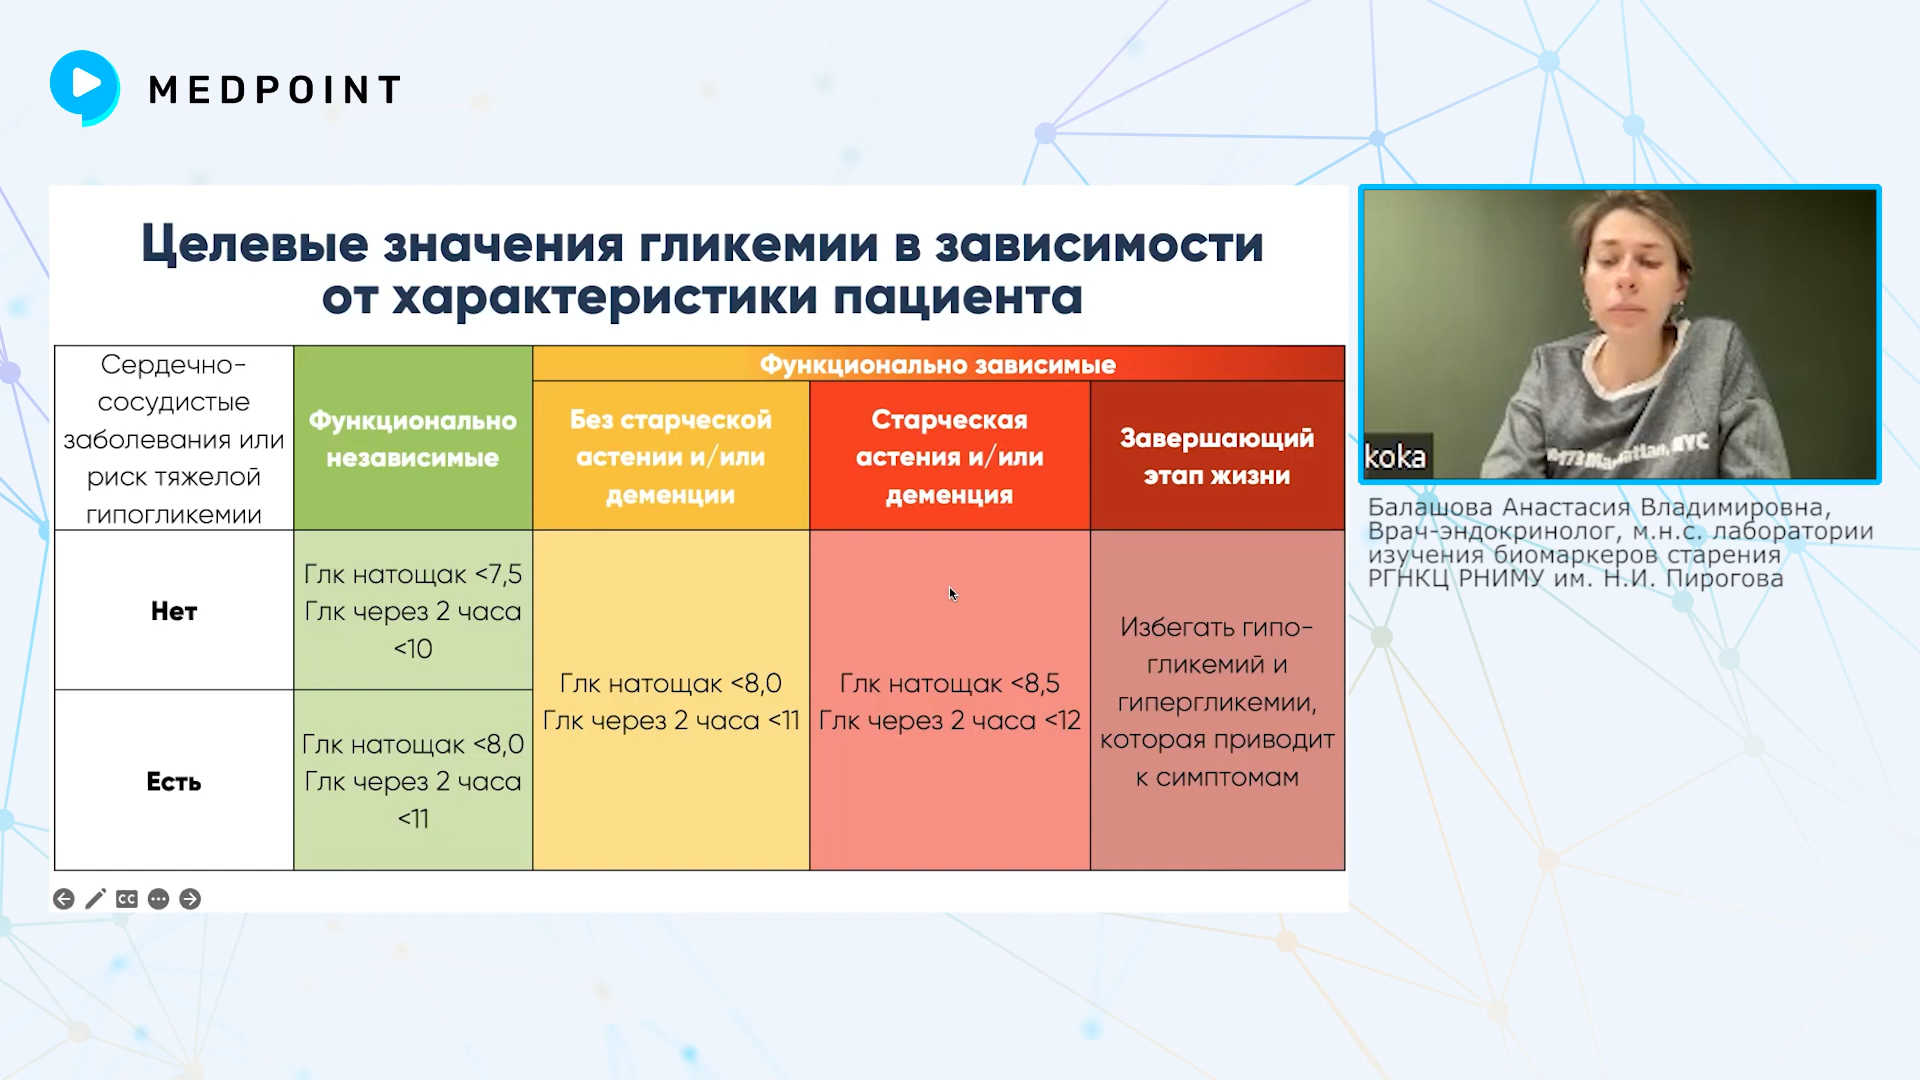 MEDPOINT
Целевые значения гликемии в зависимости
от характеристики пациента
Сердечно-
сосудистые
заболевания или
риск тяжелой
гипогликемии
Функционально
независимые
Функционально зависимые
Без старческой
астении и/или
деменции
Старческая
астения и/или
деменция
Завершающий
этап жизни
Нет
Глк натощак <7,5
Глк через 2 часа
<10
Есть
Глк натощак <8,0
Глк через 2 часа
<11
Глк натощак <8,0
Глк через 2 часа <11
Глк натощак <8,5
Глк через 2 часа <12
Избегать гипо-
гликемий и
гипергликемии,
которая приводит
к симптомам
CC
koka
NYC
Балашова Анастасия Владимировна,
Врач-эндокринолог, м.н.с. лаборатории
изучения биомаркеров старения
РГНКЦ РНИМУ им. Н.И. Пирогова